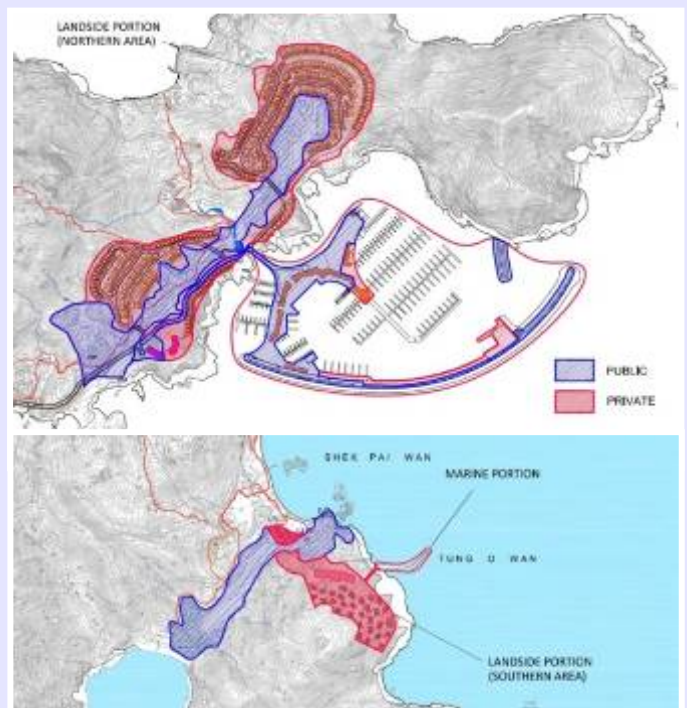 LANDSIDE PORTION
(NORTHERN AREA)
PUBLIC
PRIVATE
SHEK PAI WAN
MARINE PORTION
TUNG O WAN
LANDSIDE PORTION
(SOUTHERN AREA)